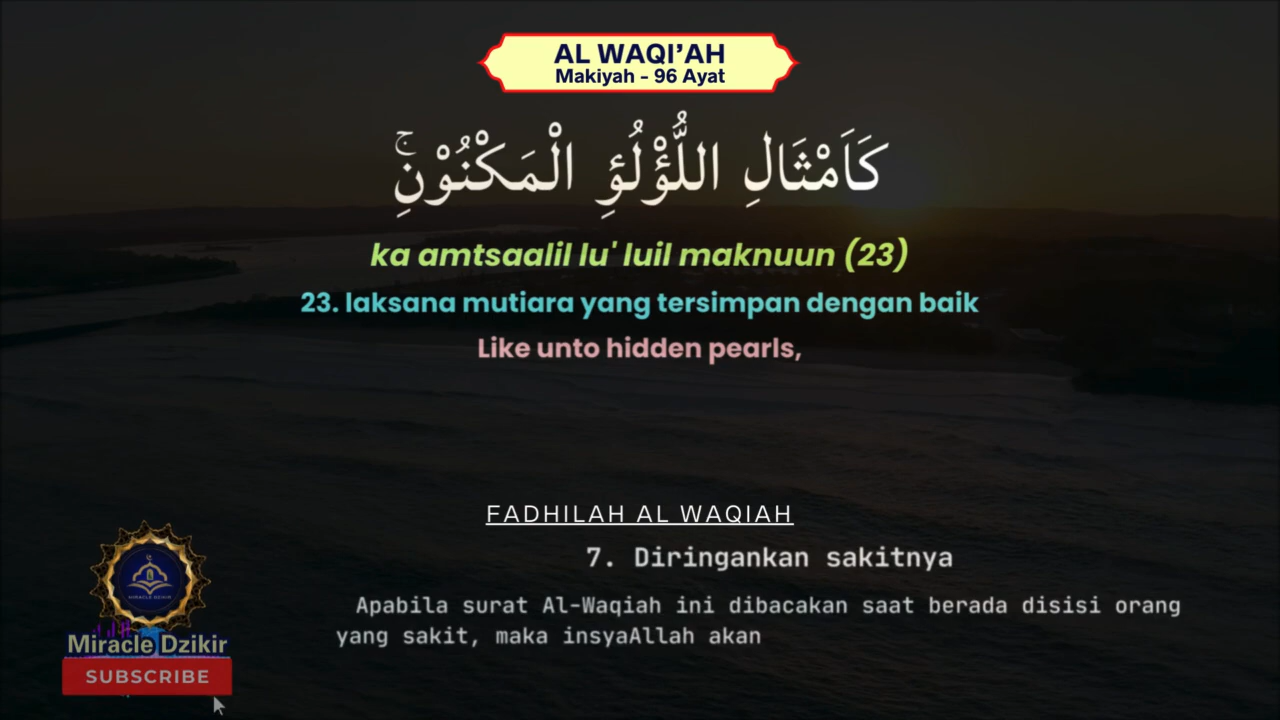 AL WAQI'AH
Makiyah - 96 Ayat
كَاَمْثَالِ اللُّؤْلُؤِ الْمَكْنُوْنِۚ
ka amtsaalil lu' luil maknuun (23)
23. laksana mutiara yang tersimpan dengan baik
Like unto hidden pearls,
FADHILAH AL WAQIAH
7. Diringankan sakitnya
Apabila surat Al-Waqiah ini dibacakan saat berada disisi orang
yang sakit, maka insyaAllah akan
MIRACLE DZIKIR
Miracle Dzikir
SUBSCRIBE